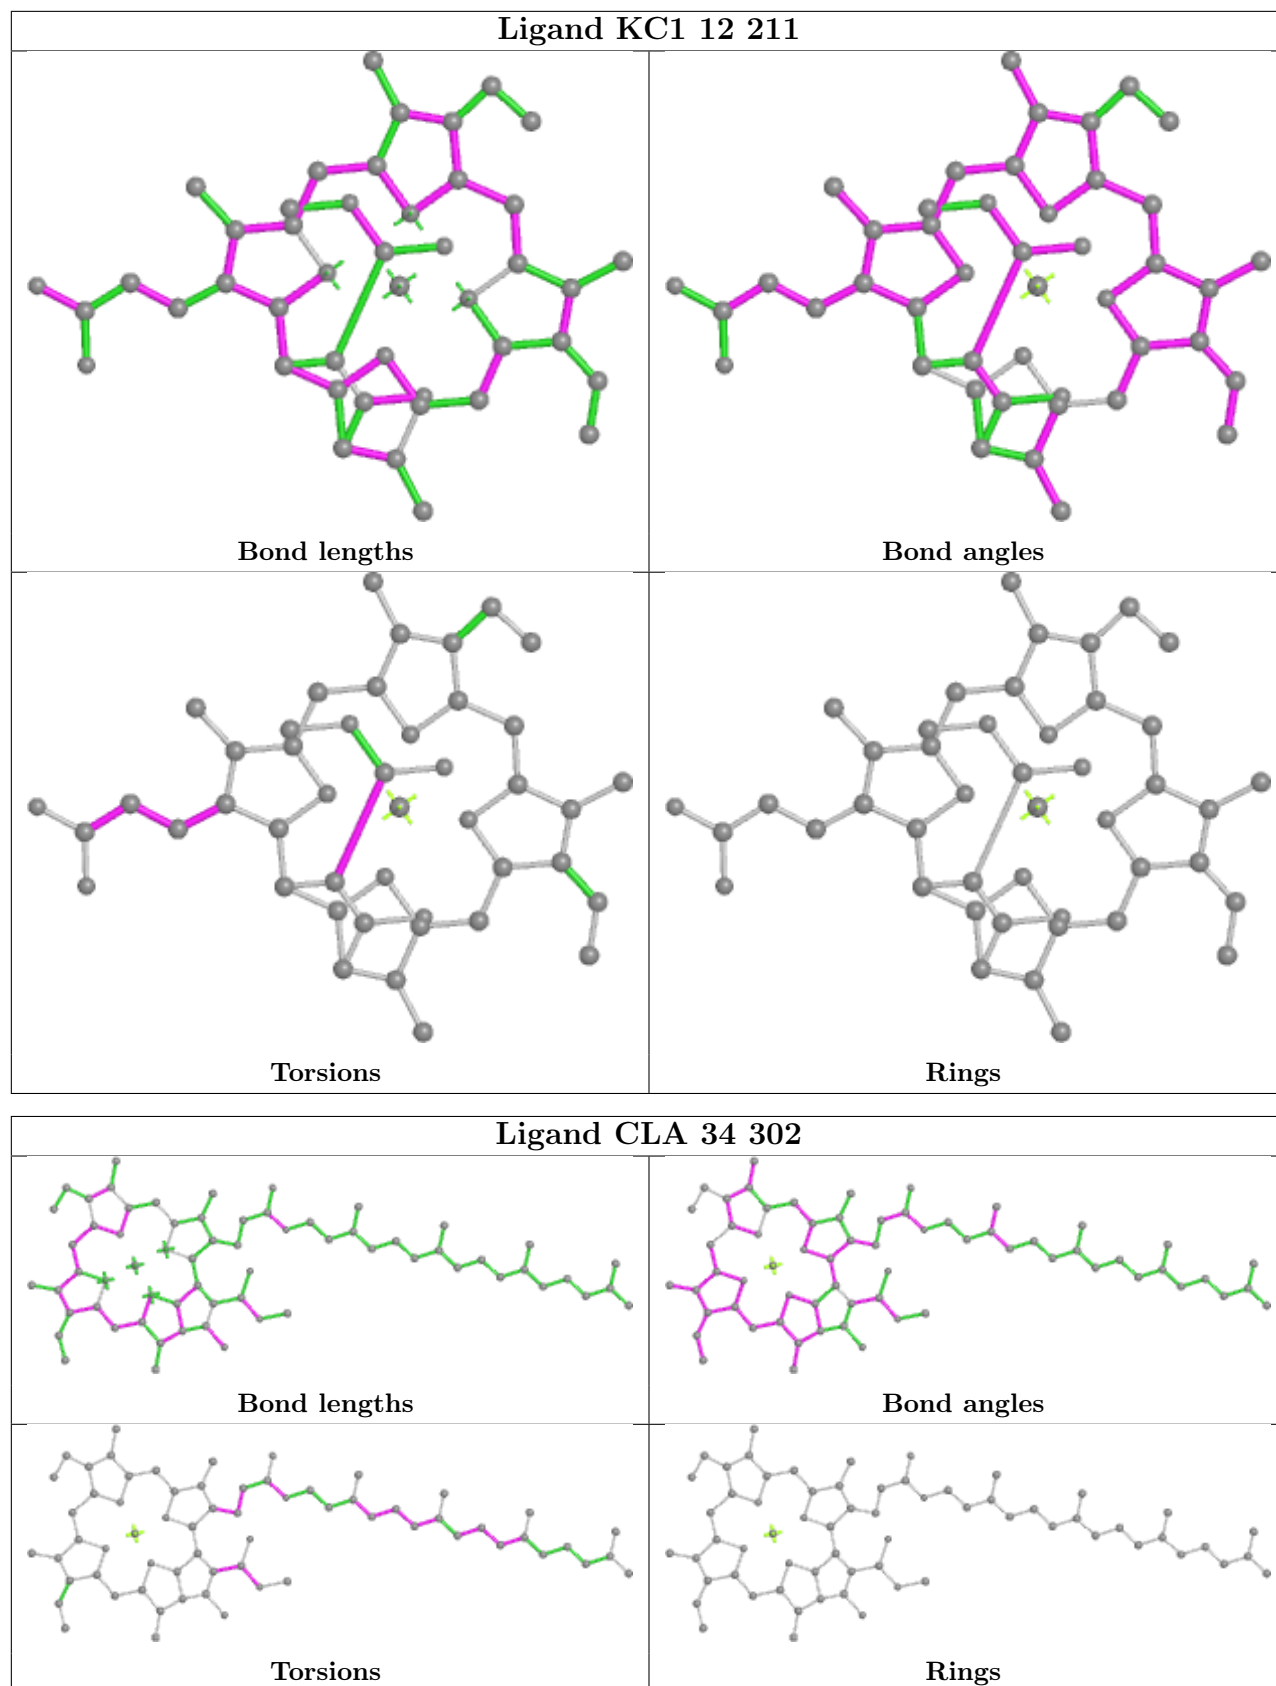 Ligand KC1 12 211
Bond lengths
Bond angles
Torsions
Rings
Ligand CLA 34 302
Bond lengths
Bond angles
Torsions
Rings